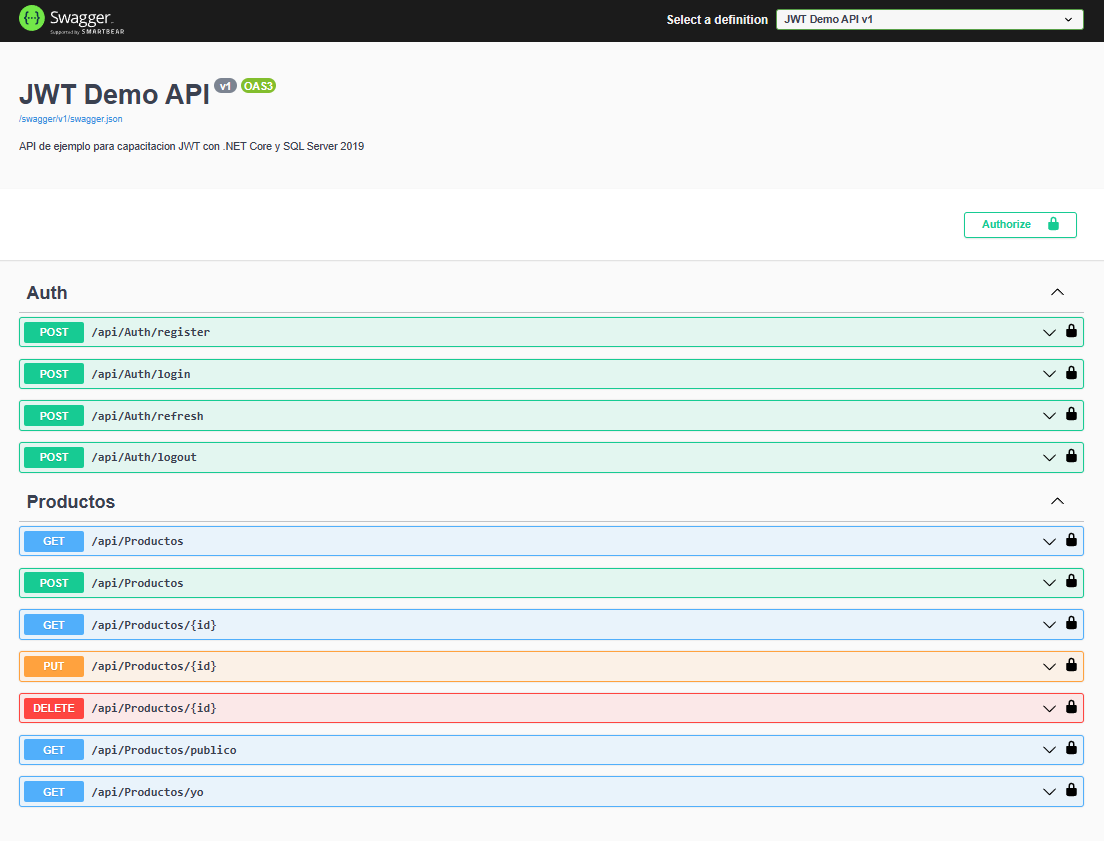 Swagger
Supported by SMARTBEAR
Select a definition
JWT Demo API v1
JWT Demo API v1 OAS3
/swagger/v1/swagger.json
API de ejemplo para capacitacion JWT con .NET Core y SQL Server 2019
Authorize
Auth
POST /api/Auth/register
POST /api/Auth/login
POST /api/Auth/refresh
POST /api/Auth/logout
Productos
GET /api/Productos
POST /api/Productos
GET /api/Productos/{id}
PUT /api/Productos/{id}
DELETE /api/Productos/{id}
GET /api/Productos/publico
GET /api/Productos/yo